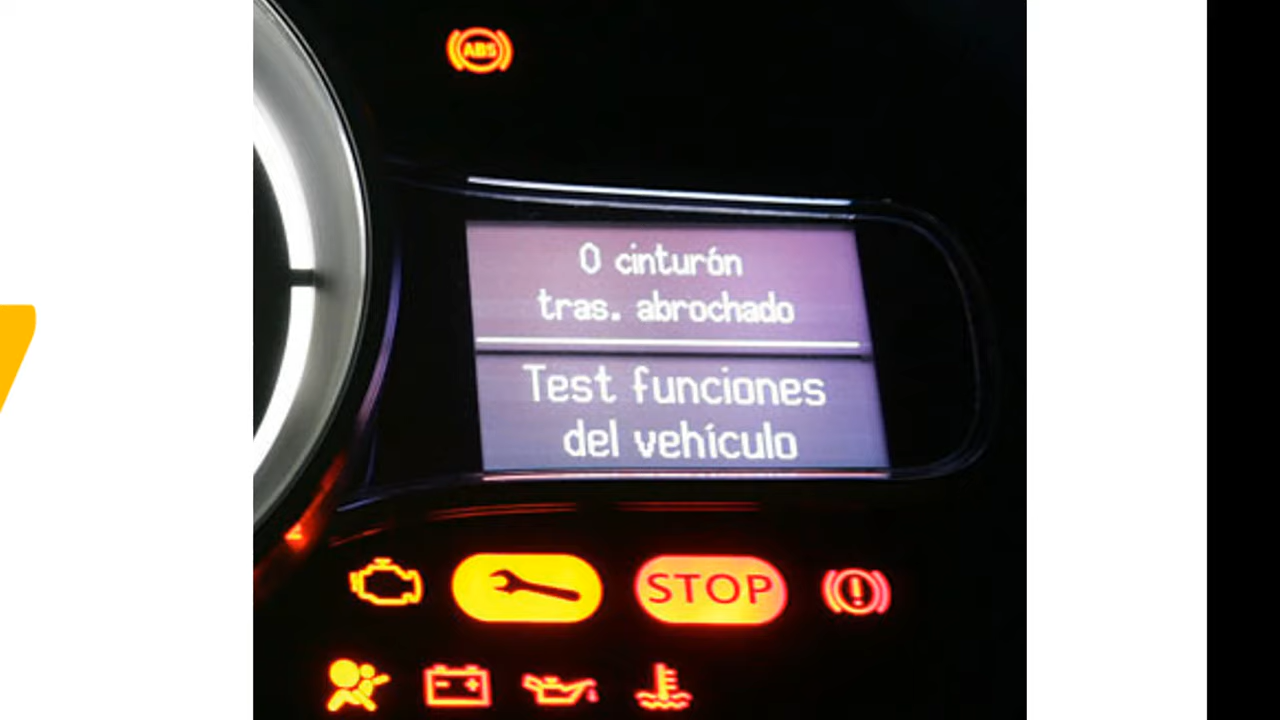 ABS
0 cinturón
tras. abrochado
Test funciones
del vehículo
STOP